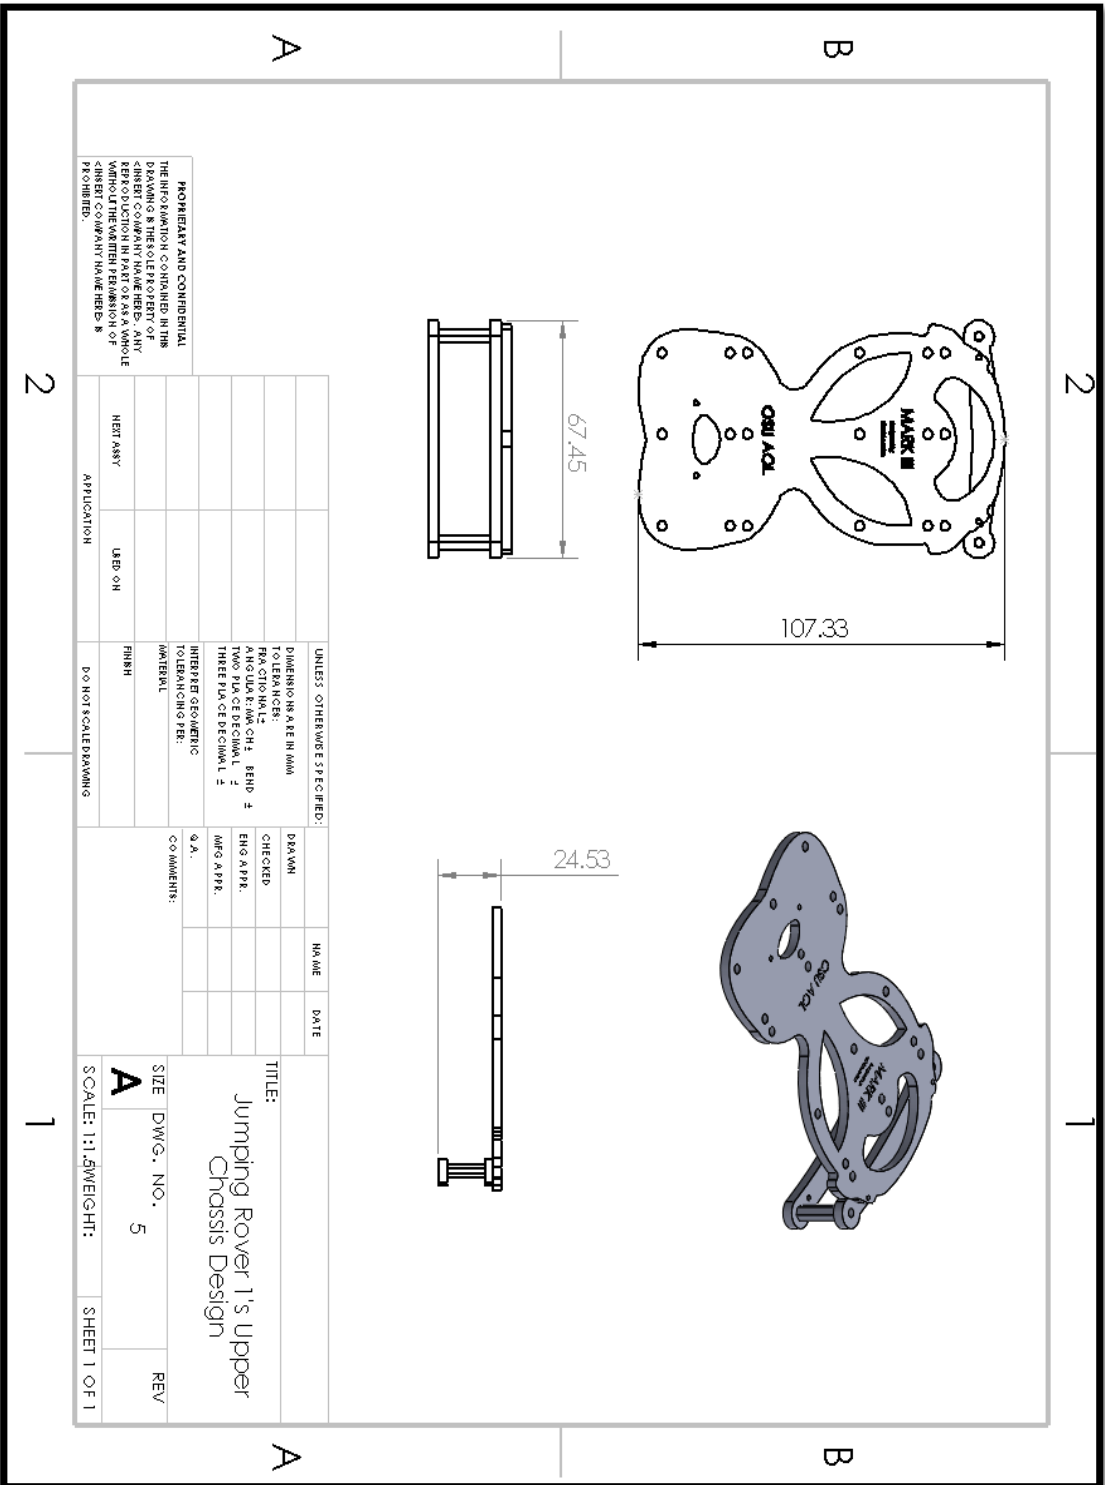 2
1
B
B
A
A
2
1
MARK III
OSU AQL
107.33
67.45
24.53
OSU AQL
MARK III
PROPRIETARY AND CONFIDENTIAL
THE INFORMATION CONTAINED IN THIS
DRAWING IS THE SOLE PROPERTY OF
<INSERT COMPANY NAME HERE>. ANY
REPRODUCTION IN PART OR AS A WHOLE
WITHOUT THE WRITTEN PERMISSION OF
<INSERT COMPANY NAME HERE> IS
PROHIBITED.
NEXT ASSY
USED ON
APPLICATION
UNLESS OTHERWISE SPECIFIED:
DIMENSIONS ARE IN MM
TOLERANCES:
FRACTIONAL±
ANGULAR: MACH± BEND ±
TWO PLACE DECIMAL ±
THREE PLACE DECIMAL ±
INTERPRET GEOMETRIC
TOLERANCING PER:
MATERIAL
FINISH
DO NOT SCALE DRAWING
NAME
DATE
DRAWN
CHECKED
ENG APPR.
MFG APPR.
Q.A.
COMMENTS:
TITLE:
Jumping Rover 1's Upper
Chassis Design
SIZE
DWG. NO.
REV
A
5
SCALE: 1:1.5
WEIGHT:
SHEET 1 OF 1